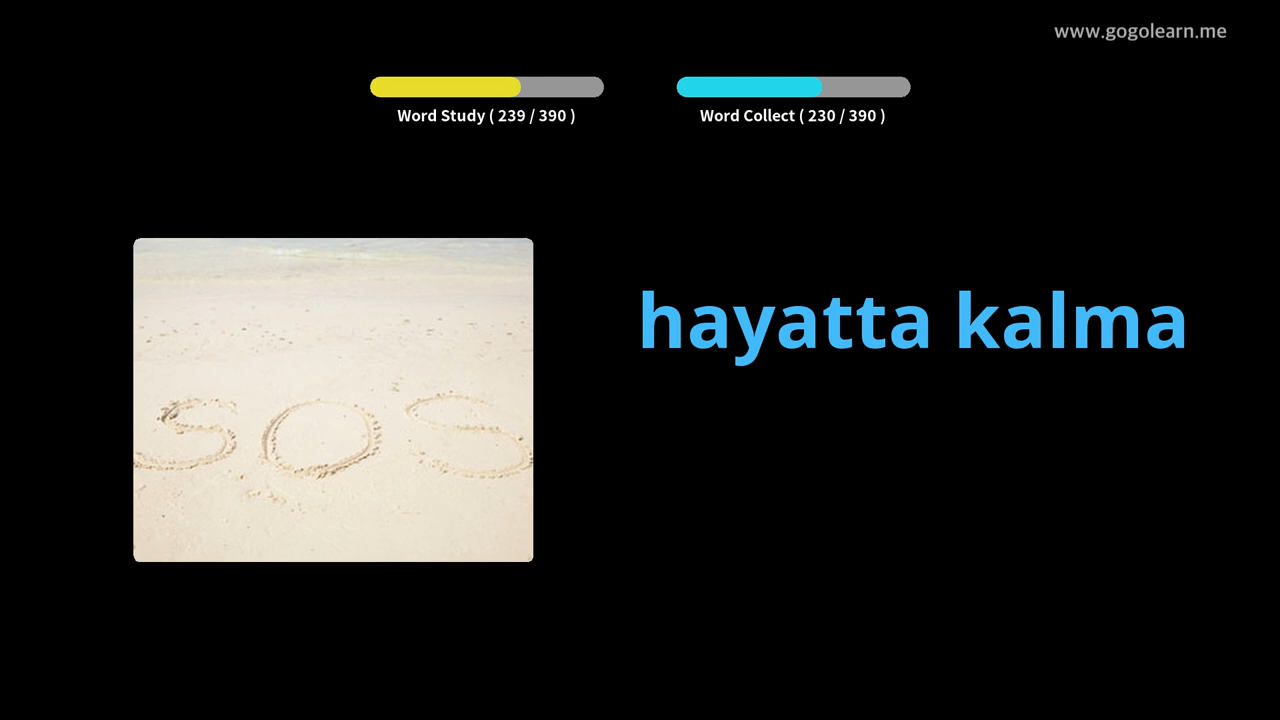 www.gogolearn.me
Word Study ( 239 / 390 )
Word Collect ( 230 / 390 )
hayatta kalma
SOS